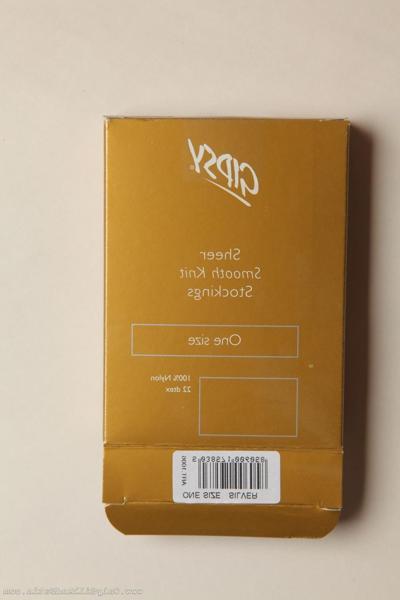 GIPSY
Sheer
Smooth Knit
Stockings
One size
100% Nylon
22 dtex
ONE SIZE SILVER